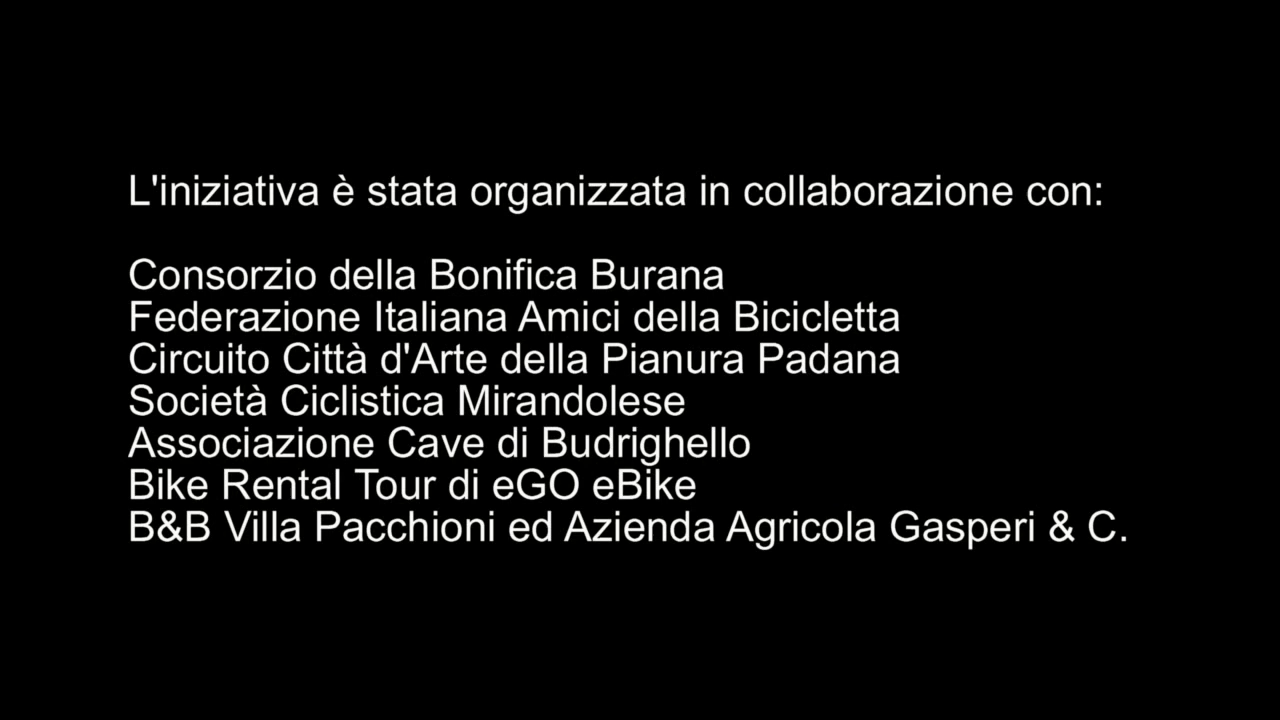 L'iniziativa è stata organizzata in collaborazione con:
Consorzio della Bonifica Burana
Federazione Italiana Amici della Bicicletta
Circuito Città d'Arte della Pianura Padana
Società Ciclistica Mirandolese
Associazione Cave di Budrighello
Bike Rental Tour di eGO eBike
B&B Villa Pacchioni ed Azienda Agricola Gasperi & C.